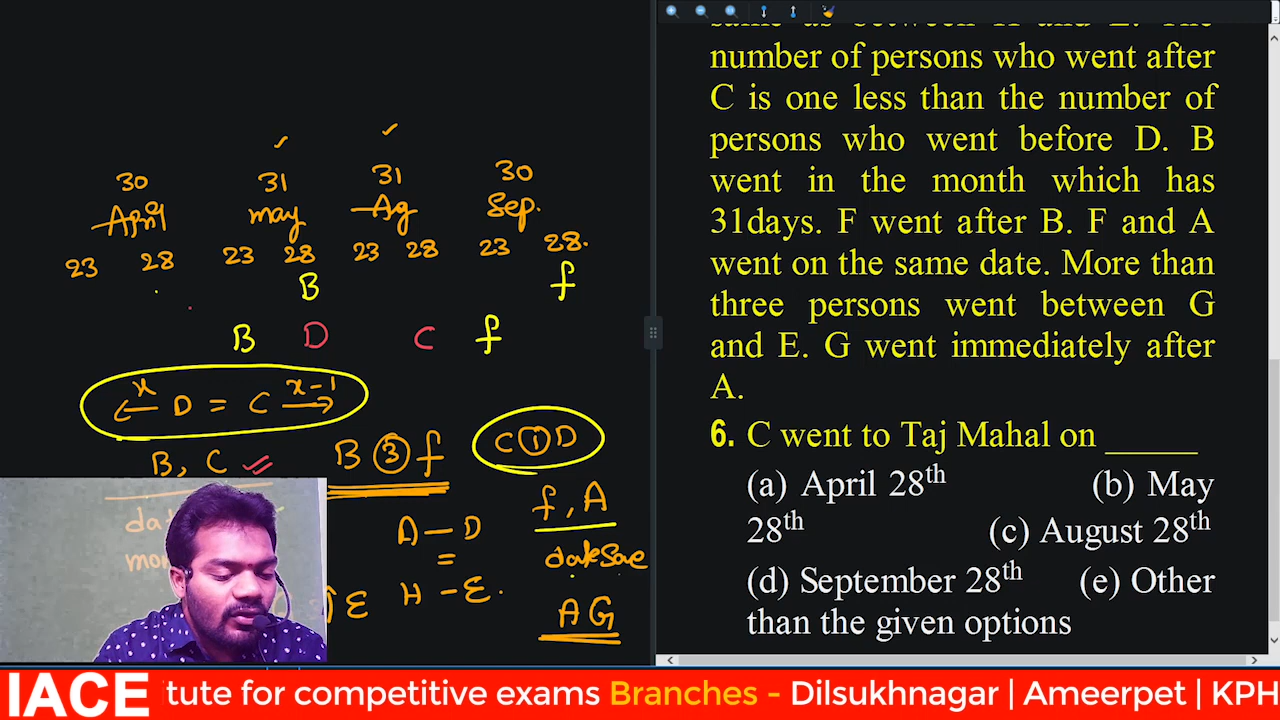 30 31 31 30
April May Ag Sep.
23 28 23 28 23 28 23 28.
B f
B D C f
x D = C x-1
B, C B 3 f C 1 D
A - D f, A
=
E H - E.
A G
same as between H and E. The
number of persons who went after
C is one less than the number of
persons who went before D. B
went in the month which has
31days. F went after B. F and A
went on the same date. More than
three persons went between G
and E. G went immediately after
A.
6. C went to Taj Mahal on ______
(a) April 28th (b) May
28th (c) August 28th
(d) September 28th (e) Other
than the given options
IACE tute for competitive exams Branches - Dilsukhnagar | Ameerpet | KPH